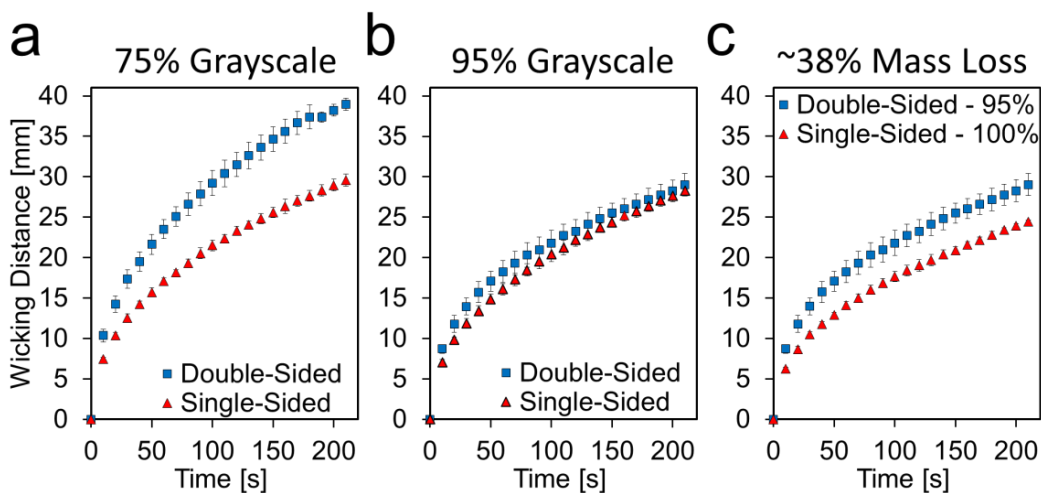 a
75% Grayscale
Wicking Distance [mm]
40
35
30
25
20
15
10
5
0
Double-Sided
Single-Sided
0 50 100 150 200
Time [s]
b
95% Grayscale
40
35
30
25
20
15
10
5
0
Double-Sided
Single-Sided
0 50 100 150 200
Time [s]
c
~38% Mass Loss
40
35
30
25
20
15
10
5
0
Double-Sided - 95%
Single-Sided - 100%
0 50 100 150 200
Time [s]